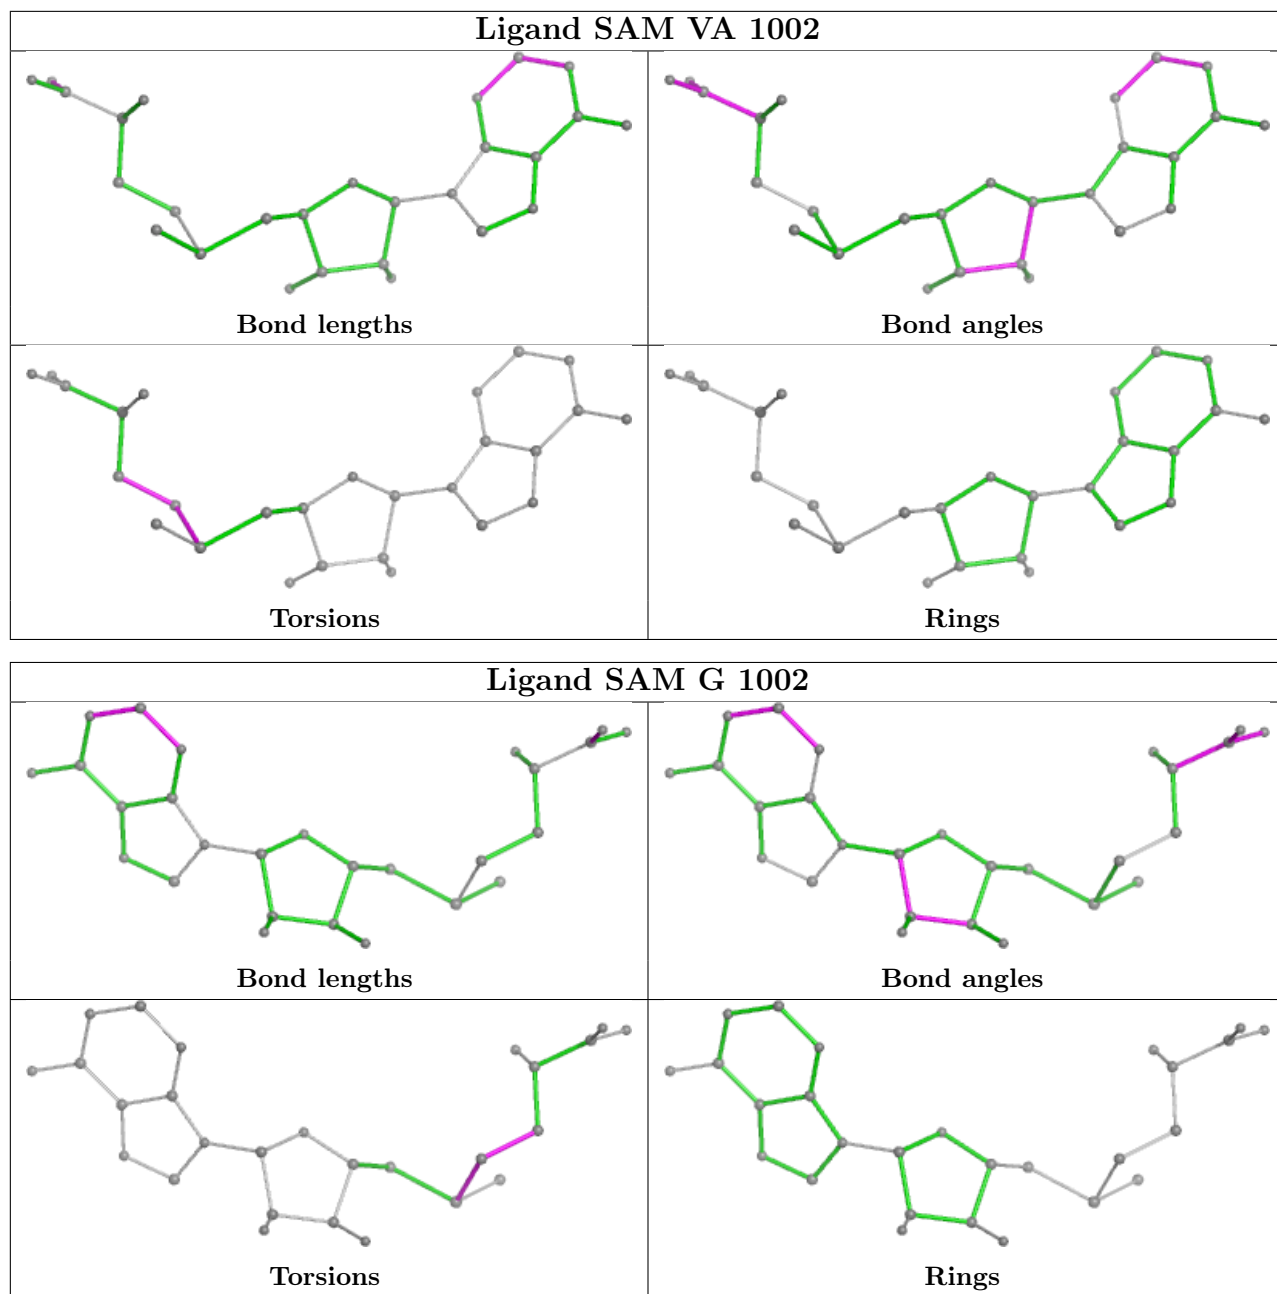 Ligand SAM VA 1002
Bond lengths
Bond angles
Torsions
Rings
Ligand SAM G 1002
Bond lengths
Bond angles
Torsions
Rings